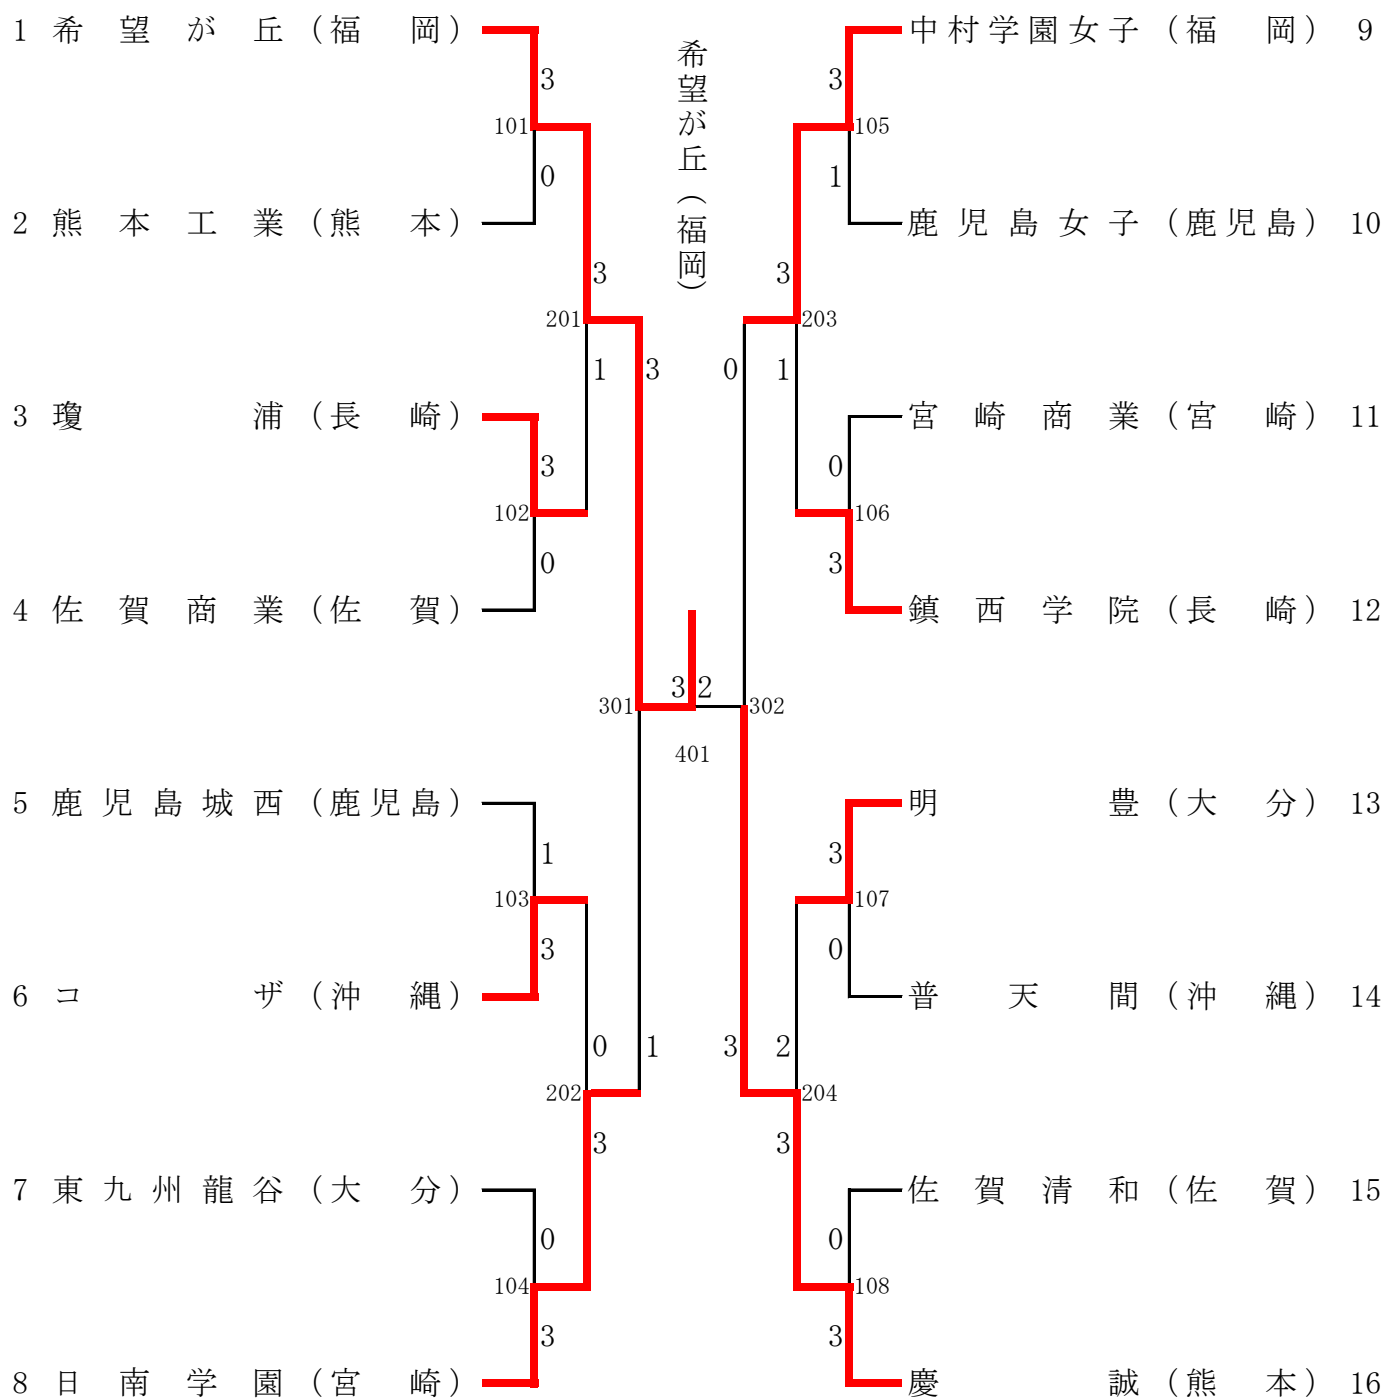 1 希望が丘(福岡)
3
101
0
2 熊本工業(熊本)
3
201
1
3 瓊浦(長崎)
3
102
0
4 佐賀商業(佐賀)
3
301
5 鹿児島城西(鹿児島)
1
103
3
6 コザ(沖縄)
0
202
3
1
7 東九州龍谷(大分)
0
104
3
8 日南学園(宮崎)
希望が丘(福岡)
3 2
401
中村学園女子(福岡) 9
3
105
1
鹿児島女子(鹿児島) 10
3
203
1
0
宮崎商業(宮崎) 11
0
106
3
鎮西学院(長崎) 12
302
明豊(大分) 13
3
107
0
普天間(沖縄) 14
3
2
204
3
佐賀清和(佐賀) 15
0
108
3
慶誠(熊本) 16